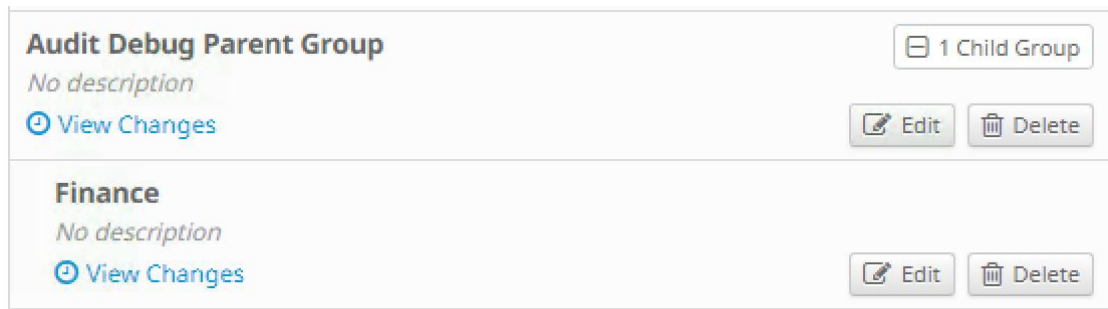 Audit Debug Parent Group
1 Child Group
No description
View Changes
Edit
Delete
Finance
No description
View Changes
Edit
Delete